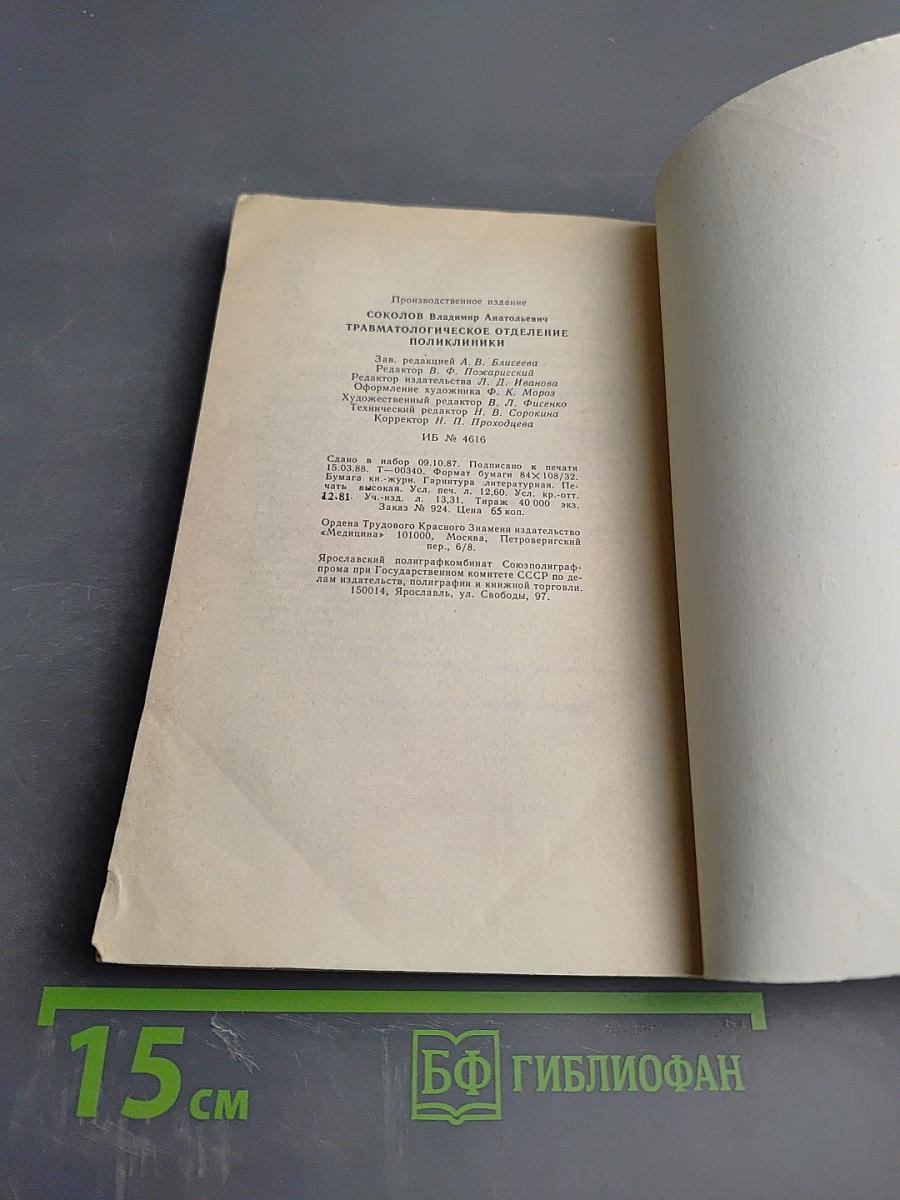 Производственное издание
СОКОЛОВ Владимир Анатольевич
ТРАВМАТОЛОГИЧЕСКОЕ ОТДЕЛЕНИЕ
ПОЛИКЛИНИКИ
Зав. редакцией А. В. Блисеева
Редактор В. Ф. Пожарисский
Редактор издательства Л. Д. Иванова
Оформление художника Ф. К. Мороз
Художественный редактор В. Л. Фисенко
Технический редактор Н. В. Сорокина
Корректор Н. П. Проходцева
ИБ № 4616
Сдано в набор 09.10.87. Подписано к печати
15.03.88. Т—00340. Формат бумаги 84×108/32.
Бумага кн.-журн. Гарнитура литературная. Пе-
чать высокая. Усл. печ. л. 12,60. Усл. кр.-отт.
12.81. Уч.-изд. л. 13,31. Тираж 40 000 экз.
Заказ № 924. Цена 65 коп.
Ордена Трудового Красного Знамени издательство
«Медицина» 101000, Москва, Петроверигский
пер., 6/8.
Ярославский полиграфкомбинат Союзполиграф-
прома при Государственном комитете СССР по де-
лам издательств, полиграфии и книжной торговли.
150014, Ярославль, ул. Свободы, 97.
15 см
БФ ГИБЛИОФАН